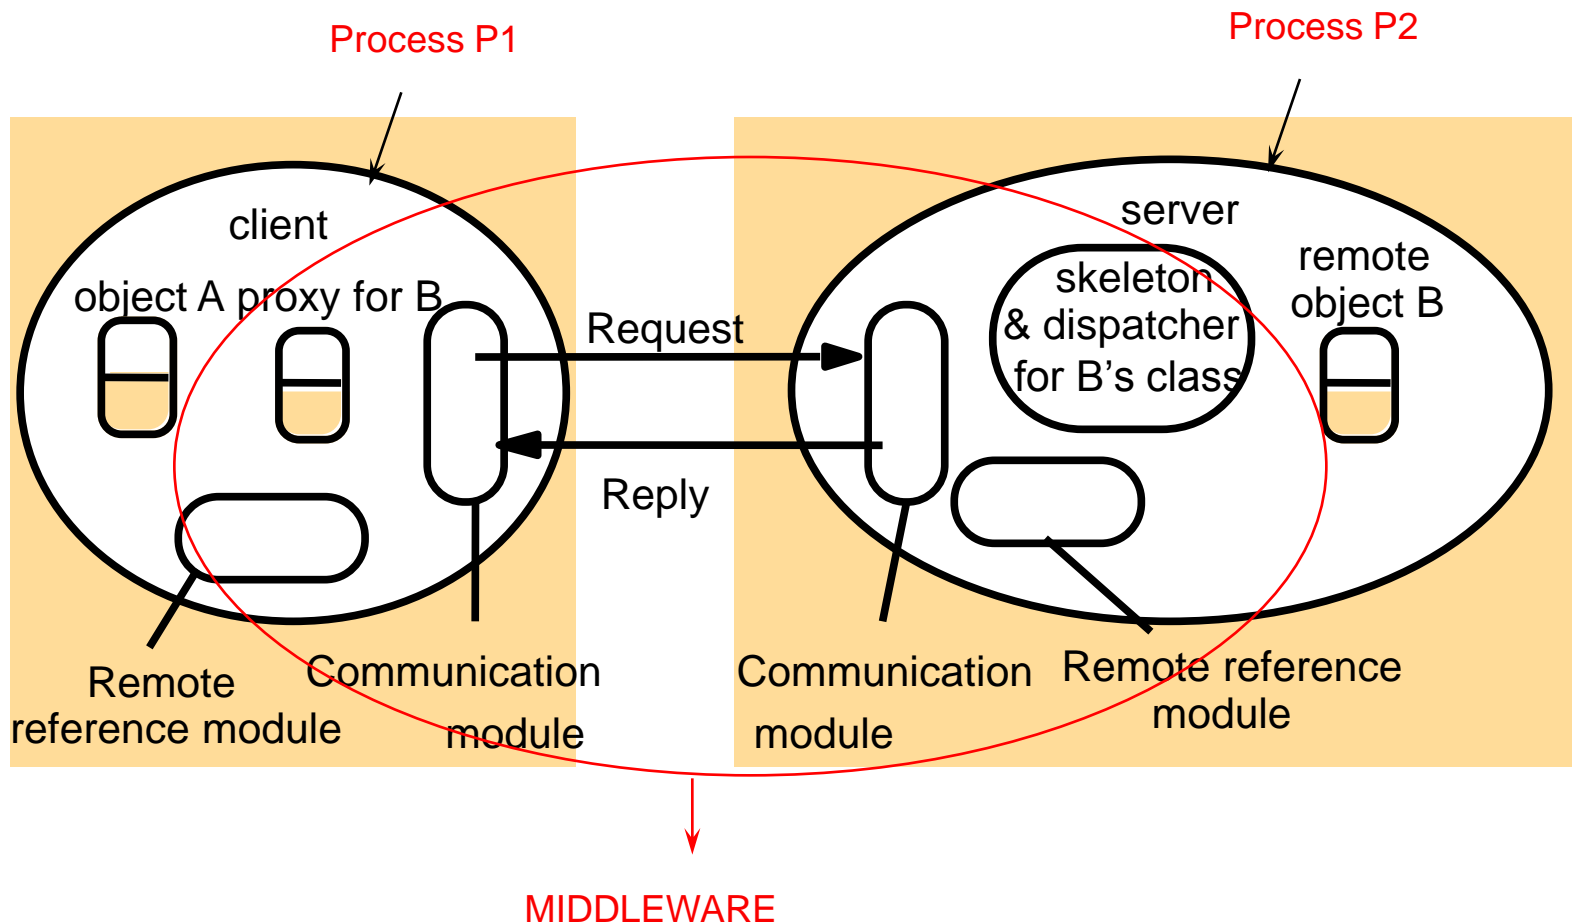 Process P1
Process P2
client
server
object A proxy for B
skeleton
& dispatcher
for B’s class
remote
object B
Request
Reply
Remote
reference module
Communication
module
Communication
module
Remote reference
module
MIDDLEWARE